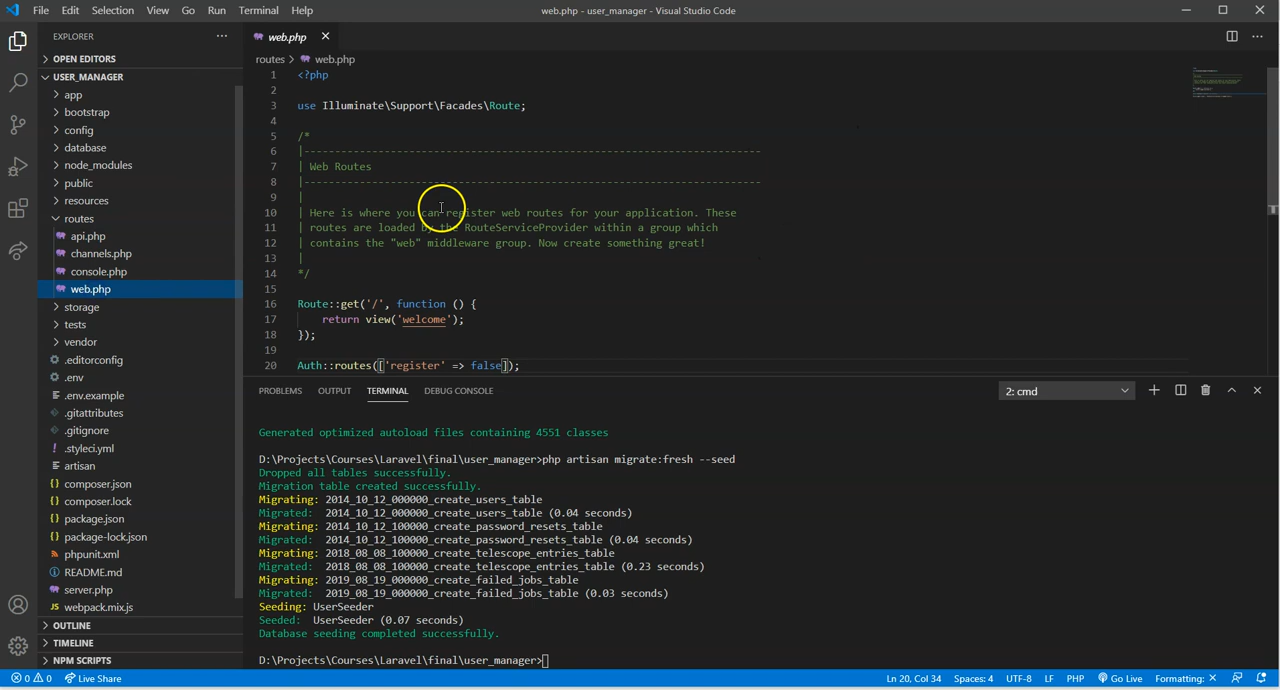 File Edit Selection View Go Run Terminal Help
web.php - user_manager - Visual Studio Code
EXPLORER
OPEN EDITORS
USER_MANAGER
app
bootstrap
config
database
node_modules
public
resources
routes
api.php
channels.php
console.php
web.php
storage
tests
vendor
.editorconfig
.env
.env.example
.gitattributes
.gitignore
.styleci.yml
artisan
composer.json
composer.lock
package.json
package-lock.json
phpunit.xml
README.md
server.php
webpack.mix.js
OUTLINE
TIMELINE
NPM SCRIPTS
web.php
routes > web.php
1 <?php
2
3 use Illuminate\Support\Facades\Route;
4
5 /*
6 |--------------------------------------------------------------------------
7 | Web Routes
8 |--------------------------------------------------------------------------
9 |
10 | Here is where you can register web routes for your application. These
11 | routes are loaded by the RouteServiceProvider within a group which
12 | contains the "web" middleware group. Now create something great!
13 |
14 */
15
16 Route::get('/', function () {
17 return view('welcome');
18 });
19
20 Auth::routes(['register' => false]);
PROBLEMS OUTPUT TERMINAL DEBUG CONSOLE
2: cmd
Generated optimized autoload files containing 4551 classes
D:\Projects\Courses\Laravel\final\user_manager>php artisan migrate:fresh --seed
Dropped all tables successfully.
Migration table created successfully.
Migrating: 2014_10_12_000000_create_users_table
Migrated: 2014_10_12_000000_create_users_table (0.04 seconds)
Migrating: 2014_10_12_100000_create_password_resets_table
Migrated: 2014_10_12_100000_create_password_resets_table (0.04 seconds)
Migrating: 2018_08_08_100000_create_telescope_entries_table
Migrated: 2018_08_08_100000_create_telescope_entries_table (0.23 seconds)
Migrating: 2019_08_19_000000_create_failed_jobs_table
Migrated: 2019_08_19_000000_create_failed_jobs_table (0.03 seconds)
Seeding: UserSeeder
Seeded: UserSeeder (0.07 seconds)
Database seeding completed successfully.
D:\Projects\Courses\Laravel\final\user_manager>
0 0 Live Share
Ln 20, Col 34 Spaces: 4 UTF-8 LF PHP Go Live Formatting: ×